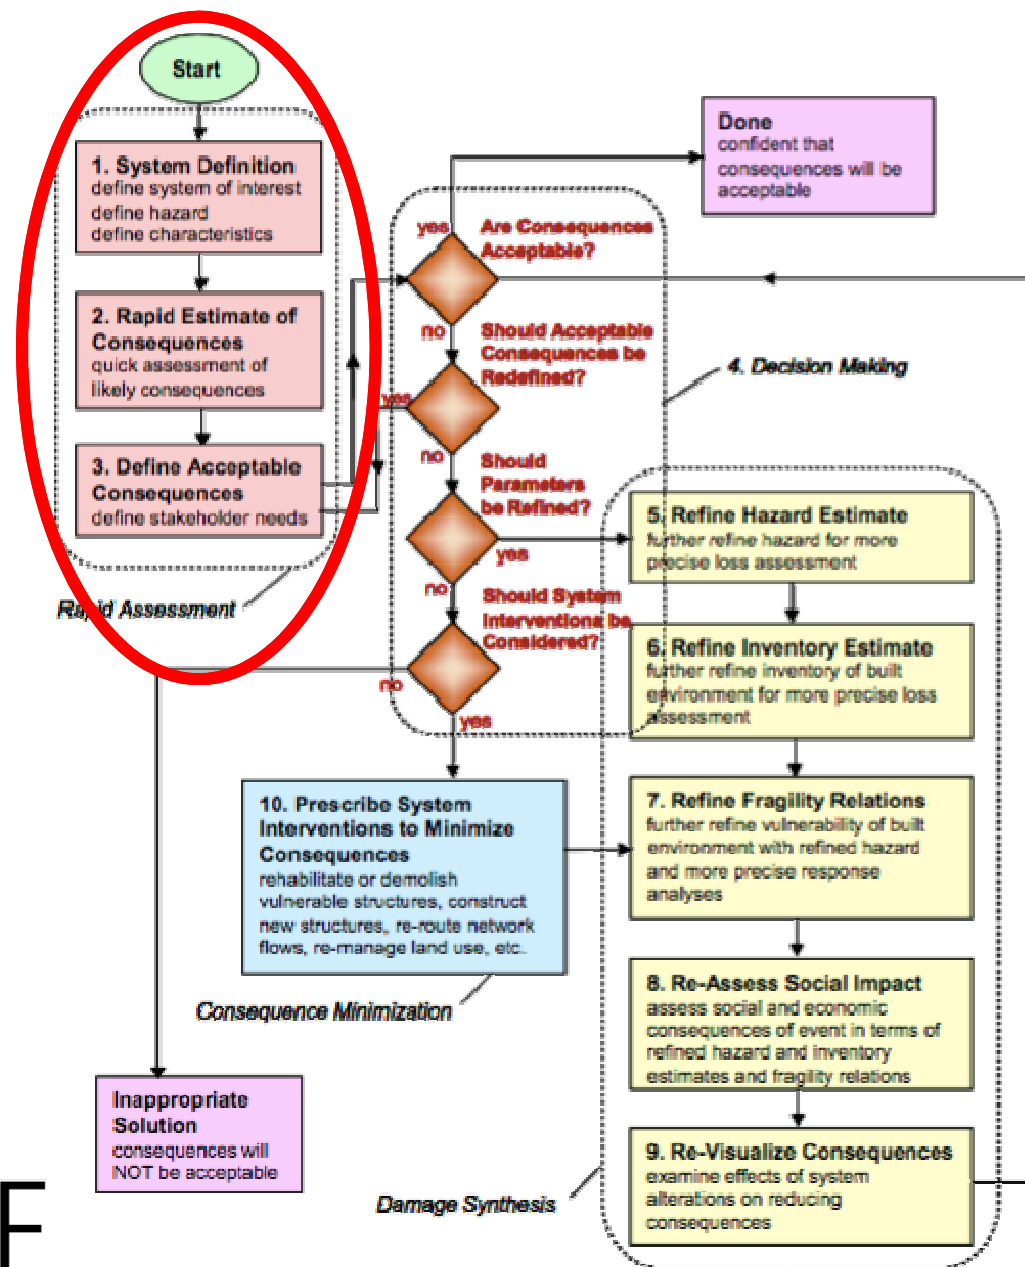 Start
1. System Definition
define system of interest
define hazard
define characteristics
2. Rapid Estimate of
Consequences
quick assessment of
likely consequences
3. Define Acceptable
Consequences
define stakeholder needs
Rapid Assessment
Done
confident that
consequences will be
acceptable
yes
Are Consequences
Acceptable?
no
Should Acceptable
Consequences be
Redefined?
yes
no
Should
Parameters
be Refined?
yes
no
Should System
Interventions be
Considered?
no
yes
4. Decision Making
5. Refine Hazard Estimate
further refine hazard for more
precise loss assessment
6. Refine Inventory Estimate
further refine inventory of built
environment for more precise loss
assessment
7. Refine Fragility Relations
further refine vulnerability of built
environment with refined hazard
and more precise response
analyses
8. Re-Assess Social Impact
assess social and economic
consequences of event in terms of
refined hazard and inventory
estimates and fragility relations
9. Re-Visualize Consequences
examine effects of system
alterations on reducing
consequences
Damage Synthesis
10. Prescribe System
Interventions to Minimize
Consequences
rehabilitate or demolish
vulnerable structures, construct
new structures, re-route network
flows, re-manage land use, etc.
Consequence Minimization
Inappropriate
Solution
consequences will
NOT be acceptable
F